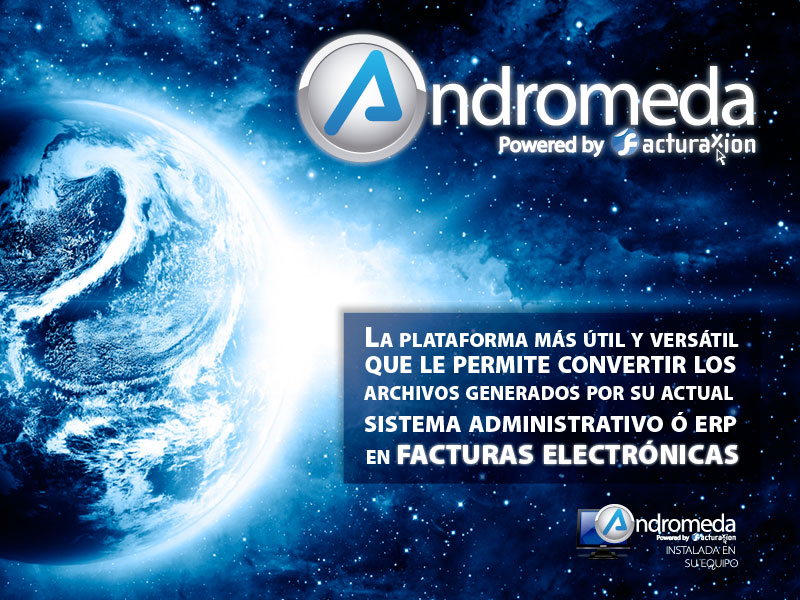 Andromeda
Powered by Facturaxion
LA PLATAFORMA MÁS ÚTIL Y VERSÁTIL
QUE LE PERMITE CONVERTIR LOS
ARCHIVOS GENERADOS POR SU ACTUAL
SISTEMA ADMINISTRATIVO Ó ERP
EN FACTURAS ELECTRÓNICAS
Andromeda
Powered by Facturaxion
INSTALADA EN
SU EQUIPO